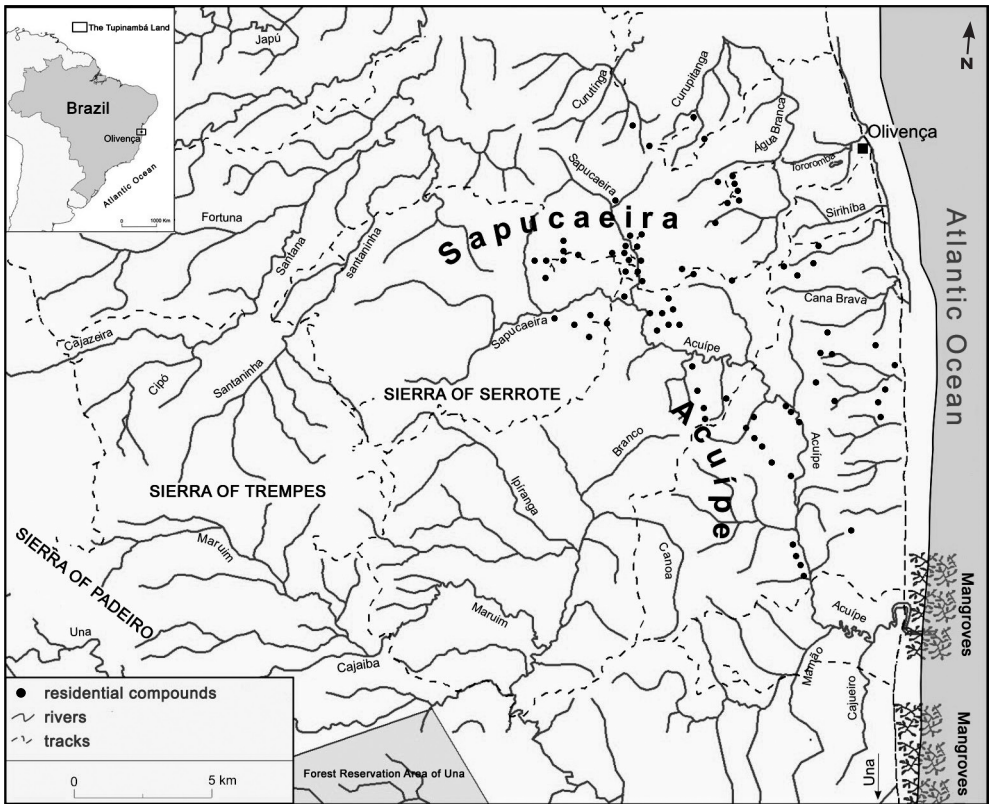 The Tupinambá Land
Brazil
Olivença
Atlantic Ocean
0 1000 Km
Japú
Curutinga
Curupitanga
Água Branca
N
Olivença
Tororomba
Sapucaeira
Sirihíba
Fortuna
Santana
santaninha
Sapucaeira
Atlantic Ocean
Cana Brava
Sapucaeira
Cajazeira
Cipó
Santaninha
Acuípe
SIERRA OF SERROTE
Acuípe
Branco
Acuípe
SIERRA OF TREMPES
Ipiranga
Maruim
SIERRA OF PADEIRO
Canoa
Mangroves
Maruim
Acuípe
Una
Cajaiba
Mamão
Cajueiro
residential compounds
rivers
tracks
0 5 km
Forest Reservation Area of Una
Una
Mangroves